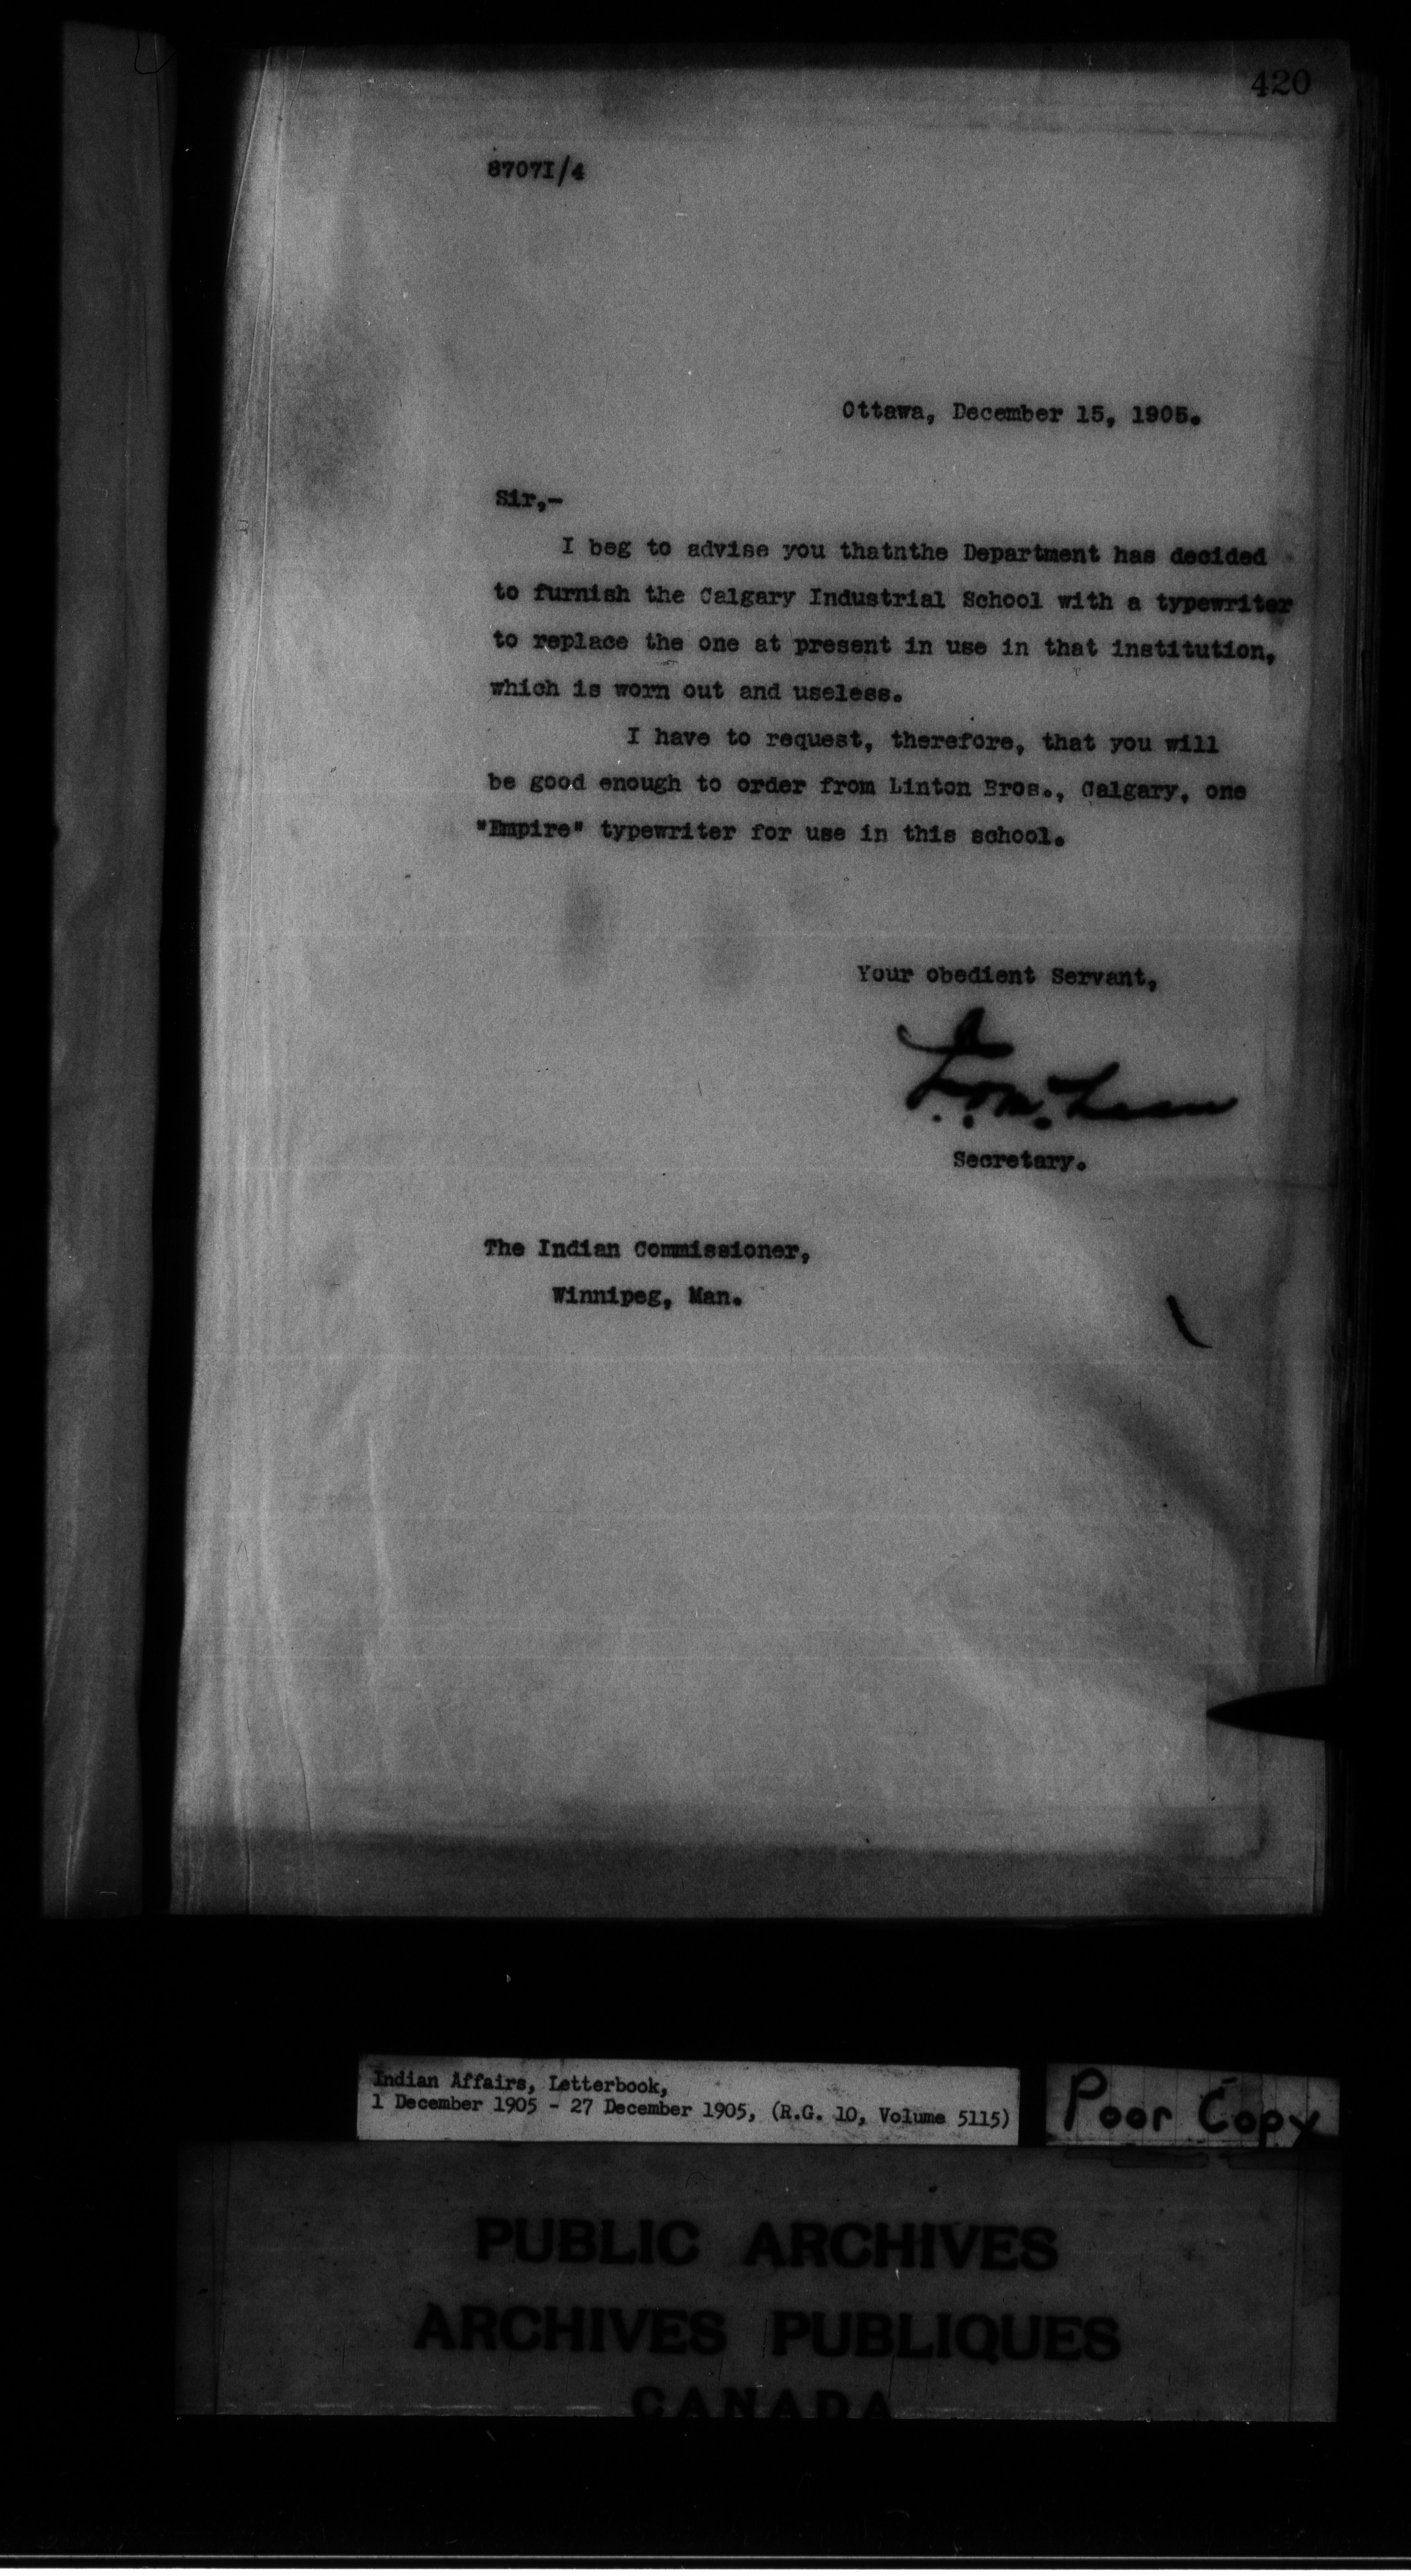 420
87071/4
Ottawa, December 15, 1905.
Sir,-
I beg to advise you thatnthe Department has decided
to furnish the Calgary Industrial School with a typewriter
to replace the one at present in use in that institution,
which is worn out and useless.
I have to request, therefore, that you will
be good enough to order from Linton Bros., Calgary, one
"Empire" typewriter for use in this school.
Your obedient Servant,
Secretary.
The Indian Commissioner,
Winnipeg, Man.
Indian Affairs, Letterbook,
1 December 1905 - 27 December 1905, (R.G. 10, Volume 5115)
Poor Copy
PUBLIC ARCHIVES
ARCHIVES PUBLIQUES
CANADA